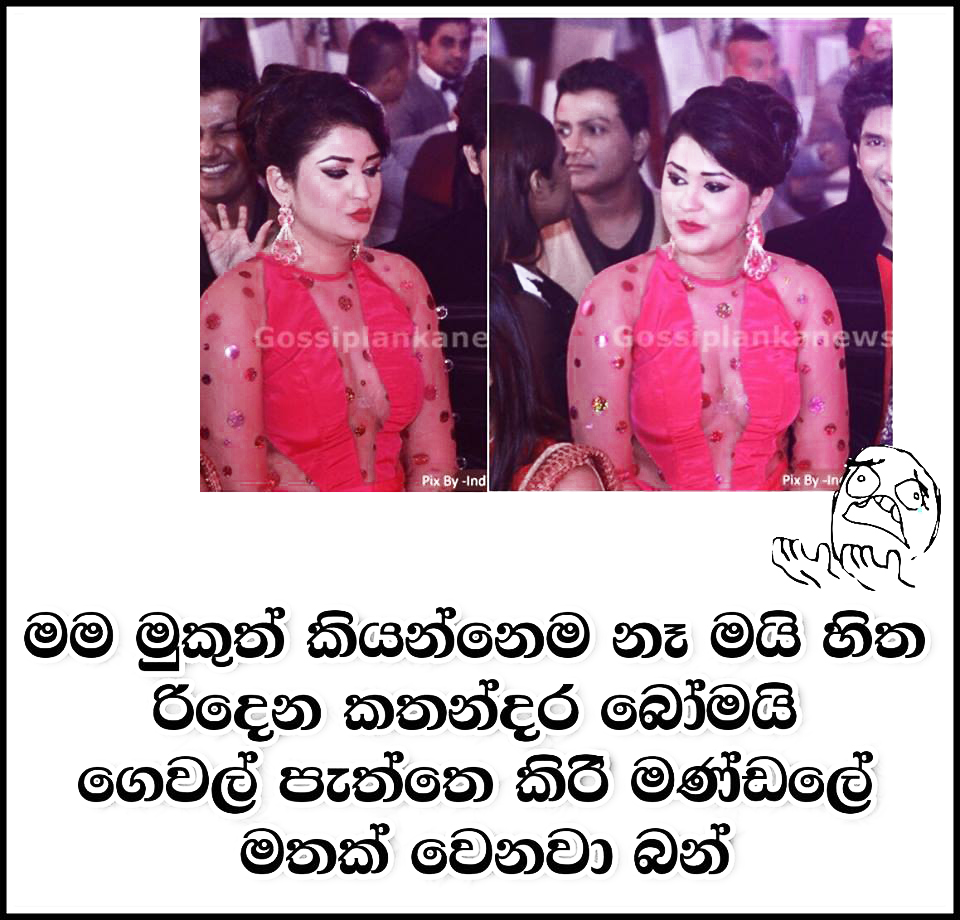 Gossiplankane
Gossiplankanews
Pix By -Ind
Pix By -In
මම මුකුත් කියන්නෙම නෑ මයි හිත
රිදෙන කතන්දර බෝමයි
ගෙවල් පැත්තෙ කිරි මණ්ඩලේ
මතක් වෙනවා බන්